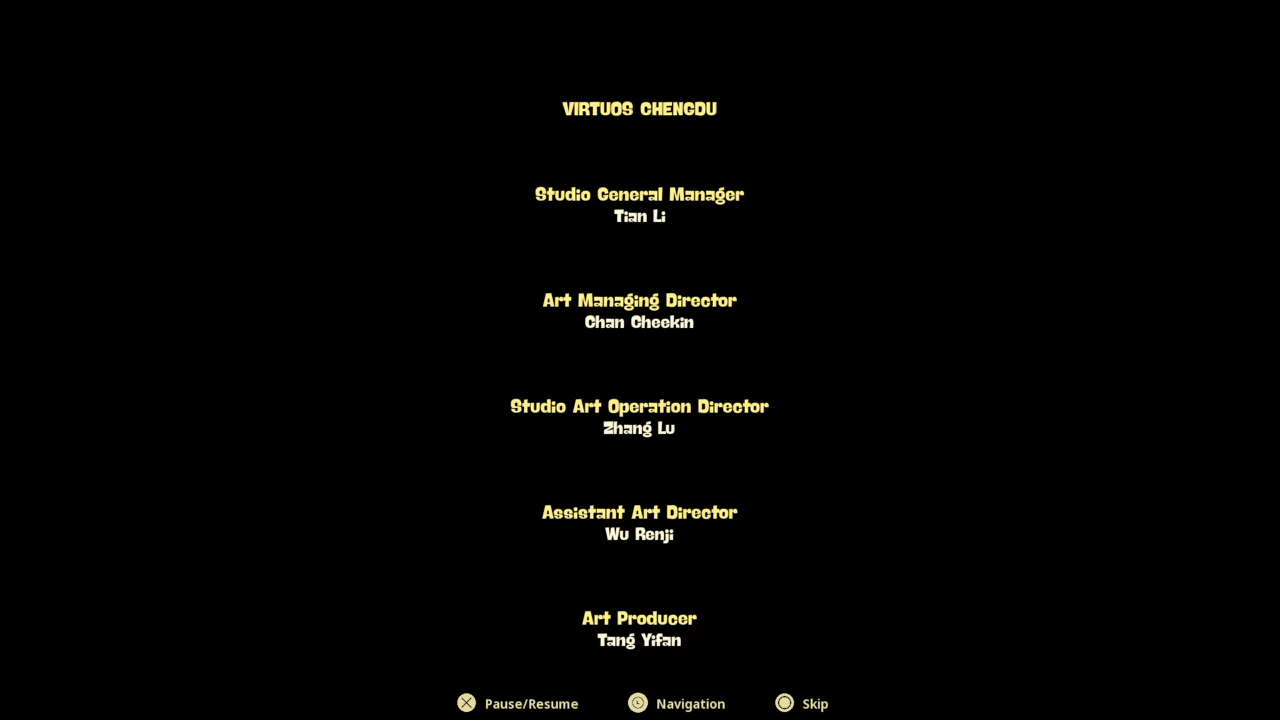 VIRTUOS CHENGDU
Studio General Manager
Tian Li
Art Managing Director
Chan Cheekin
Studio Art Operation Director
Zhang Lu
Assistant Art Director
Wu Renji
Art Producer
Tang Yifan
Pause/Resume
L Navigation
Skip